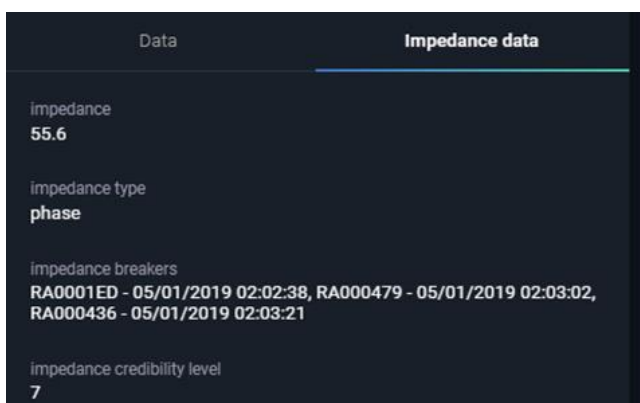 Data Impedance data
impedance
55.6
impedance type
phase
impedance breakers
RA0001ED - 05/01/2019 02:02:38, RA000479 - 05/01/2019 02:03:02,
RA000436 - 05/01/2019 02:03:21
impedance credibility level
7